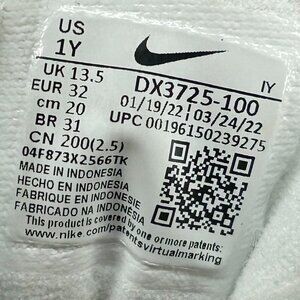 US
1Y
IY
UK 13.5
EUR 32
cm 20
BR 31
CN 200(2.5)
DX3725-100
01/19/22 | 03/24/22
UPC 00196150239275
04F873X2566TK
MADE IN INDONESIA
HECHO EN INDONESIA
FABRIQUE EN INDONESIE
FABRICADO NA INDONESIA
This product is covered by one or more patents:
www.nike.com/patentsvirtualmarking